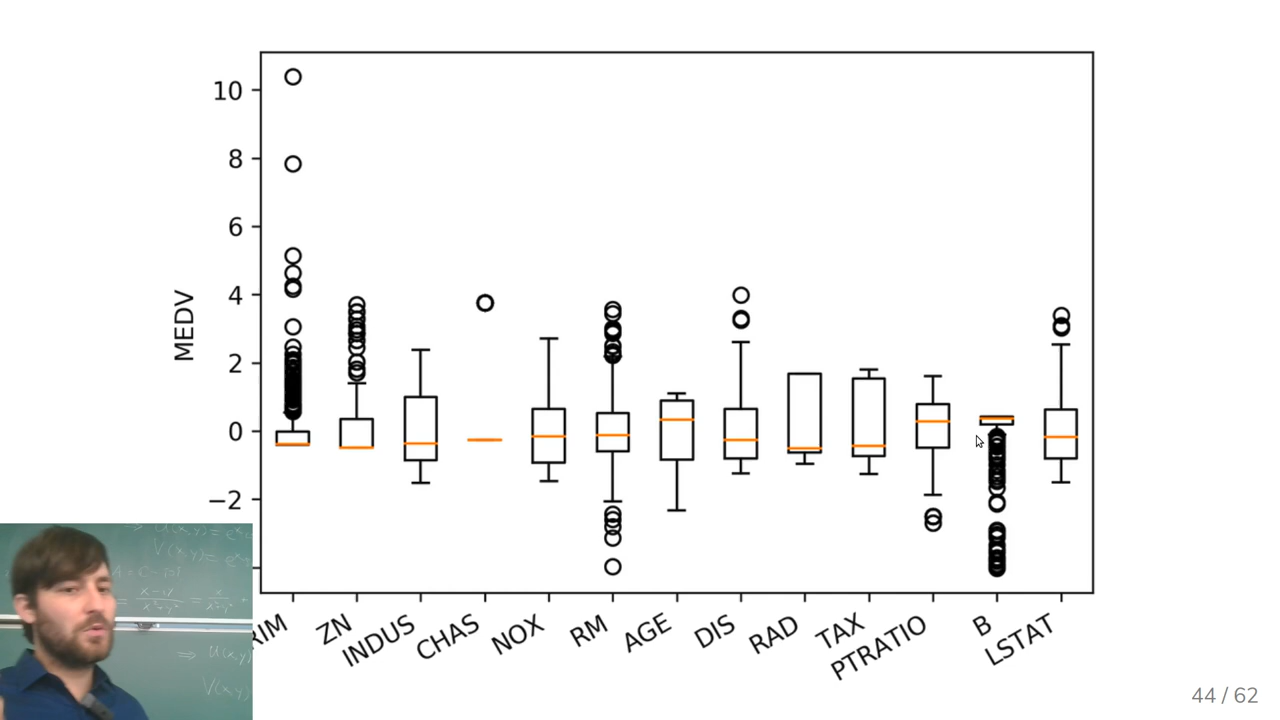 10
8
6
4
2
0
−2
MEDV
RIM
ZN
INDUS
CHAS
NOX
RM
AGE
DIS
RAD
TAX
PTRATIO
B
LSTAT
44 / 62